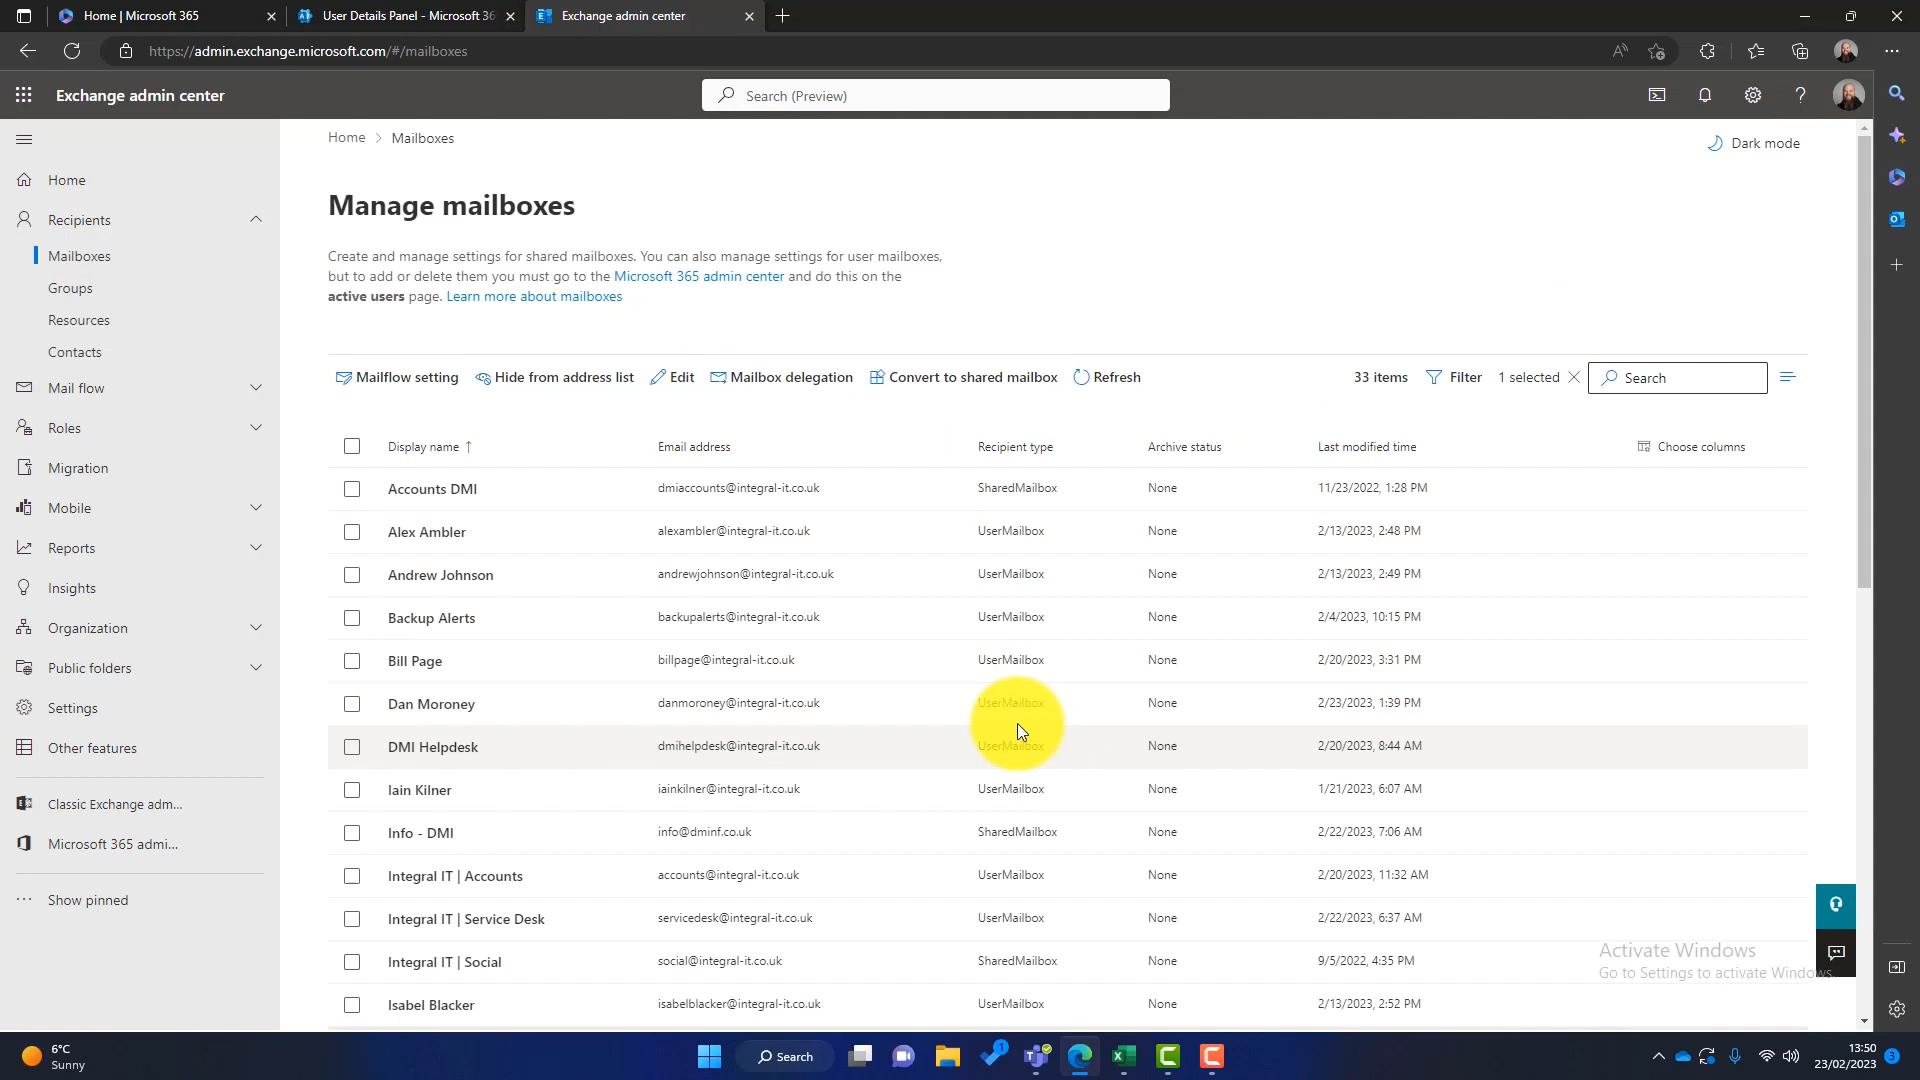 Home | Microsoft 365
User Details Panel - Microsoft 36
Exchange admin center
https://admin.exchange.microsoft.com/#/mailboxes
Exchange admin center
Search (Preview)
Home > Mailboxes
Dark mode
Home
Recipients
Mailboxes
Groups
Resources
Contacts
Mail flow
Roles
Migration
Mobile
Reports
Insights
Organization
Public folders
Settings
Other features
Classic Exchange adm...
Microsoft 365 admi...
Show pinned
Manage mailboxes
Create and manage settings for shared mailboxes. You can also manage settings for user mailboxes,
but to add or delete them you must go to the Microsoft 365 admin center and do this on the
active users page. Learn more about mailboxes
Mailflow setting Hide from address list Edit Mailbox delegation Convert to shared mailbox Refresh 33 items Filter 1 selected Search
Display name ↑ Email address Recipient type Archive status Last modified time Choose columns
Accounts DMI dmiaccounts@integral-it.co.uk SharedMailbox None 11/23/2022, 1:28 PM
Alex Ambler alexambler@integral-it.co.uk UserMailbox None 2/13/2023, 2:48 PM
Andrew Johnson andrewjohnson@integral-it.co.uk UserMailbox None 2/13/2023, 2:49 PM
Backup Alerts backupalerts@integral-it.co.uk UserMailbox None 2/4/2023, 10:15 PM
Bill Page billpage@integral-it.co.uk UserMailbox None 2/20/2023, 3:31 PM
Dan Moroney danmoroney@integral-it.co.uk UserMailbox None 2/23/2023, 1:39 PM
DMI Helpdesk dmihelpdesk@integral-it.co.uk UserMailbox None 2/20/2023, 8:44 AM
Iain Kilner iainkilner@integral-it.co.uk UserMailbox None 1/21/2023, 6:07 AM
Info - DMI info@dminf.co.uk SharedMailbox None 2/22/2023, 7:06 AM
Integral IT | Accounts accounts@integral-it.co.uk UserMailbox None 2/20/2023, 11:32 AM
Integral IT | Service Desk servicedesk@integral-it.co.uk UserMailbox None 2/22/2023, 6:37 AM
Integral IT | Social social@integral-it.co.uk SharedMailbox None 9/5/2022, 4:35 PM
Isabel Blacker isabelblacker@integral-it.co.uk UserMailbox None 2/13/2023, 2:52 PM
Activate Windows
Go to Settings to activate Windows.
6°C
Sunny
Search
1
13:50
23/02/2023
3